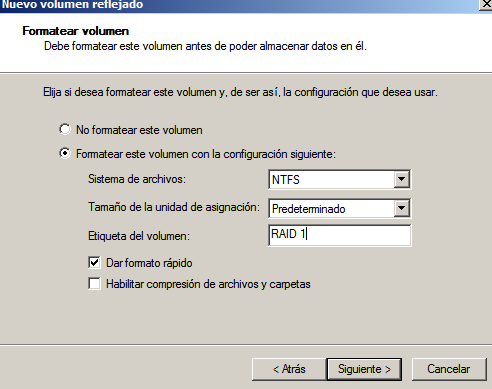 Nuevo volumen reflejado
Formatear volumen
Debe formatear este volumen antes de poder almacenar datos en él.
Elija si desea formatear este volumen y, de ser así, la configuración que desea usar.
No formatear este volumen
Formatear este volumen con la configuración siguiente:
Sistema de archivos: NTFS
Tamaño de la unidad de asignación: Predeterminado
Etiqueta del volumen: RAID 1
Dar formato rápido
Habilitar compresión de archivos y carpetas
< Atrás Siguiente > Cancelar